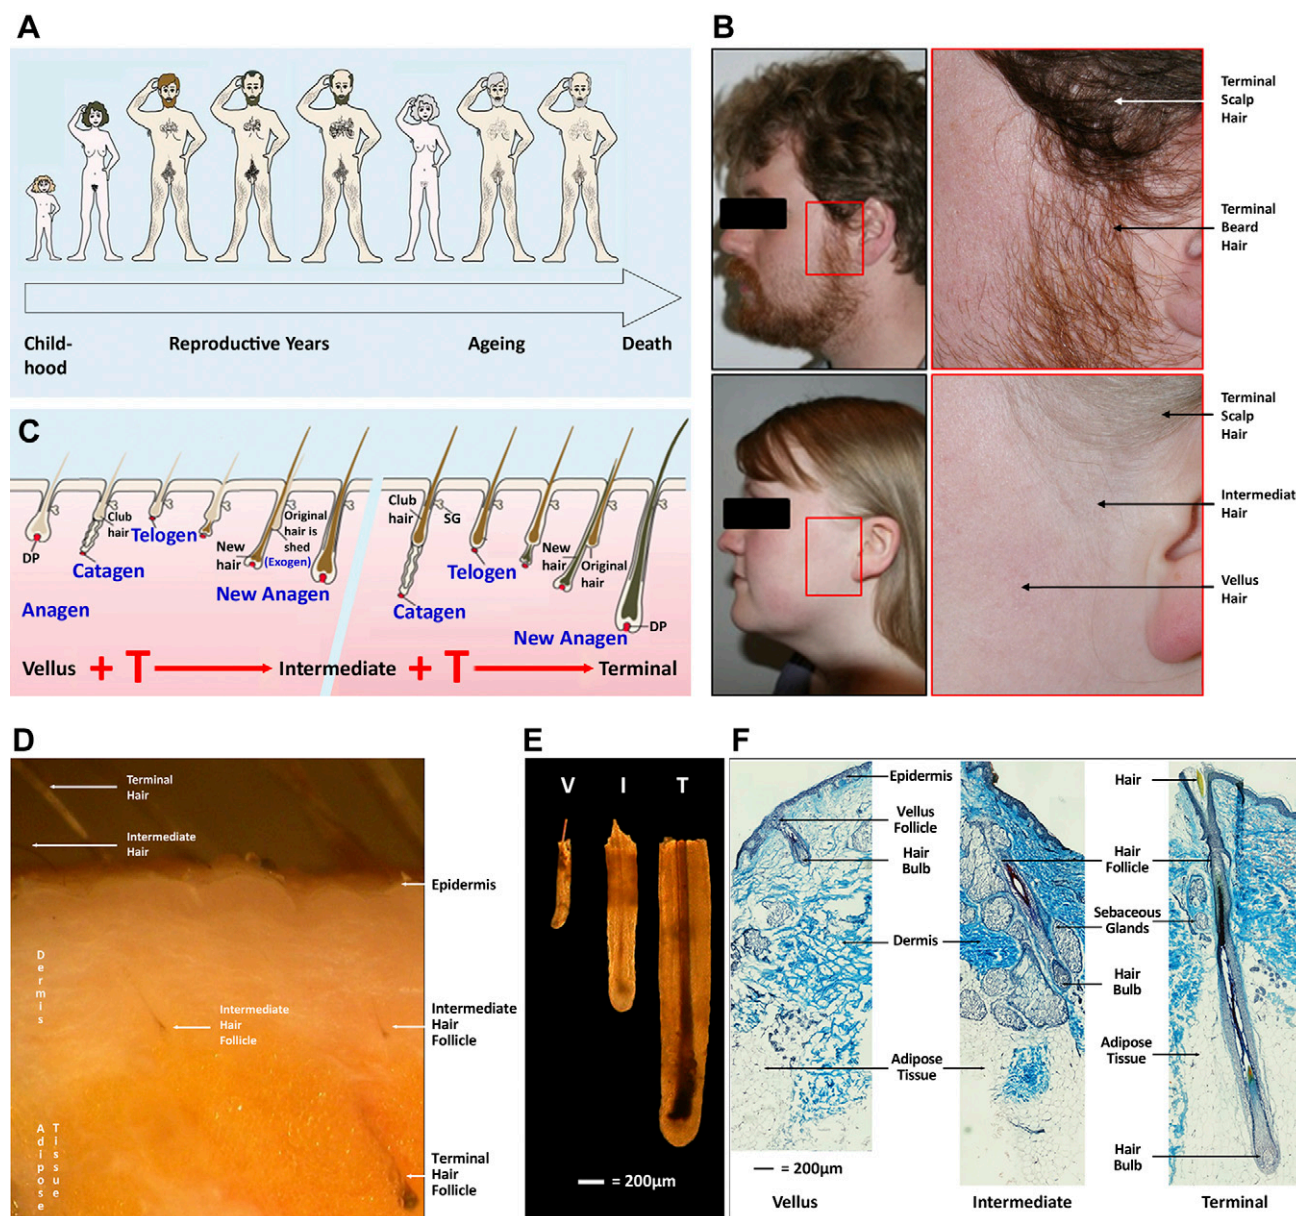 A
Child-
hood
Reproductive Years
Ageing
Death
B
Terminal
Scalp
Hair
Terminal
Beard
Hair
Terminal
Scalp
Hair
Intermediate
Hair
Vellus
Hair
C
DP
Anagen
Club
hair
Catagen
Telogen
New
hair
Original
hair is
shed
(Exogen)
New Anagen
Club
hair
SG
Catagen
Telogen
New
hair
Original
hair
New Anagen
DP
Vellus + T Intermediate + T Terminal
D
Terminal
Hair
Intermediate
Hair
Epidermis
Dermis
Intermediate
Hair
Follicle
Intermediate
Hair
Follicle
Adipose
Tissue
Terminal
Hair
Follicle
E
V I T
= 200μm
F
Epidermis
Vellus
Follicle
Hair
Bulb
Dermis
Adipose
Tissue
Hair
Hair
Follicle
Sebaceous
Glands
Hair
Bulb
Adipose
Tissue
Hair
Bulb
= 200μm
Vellus
Intermediate
Terminal